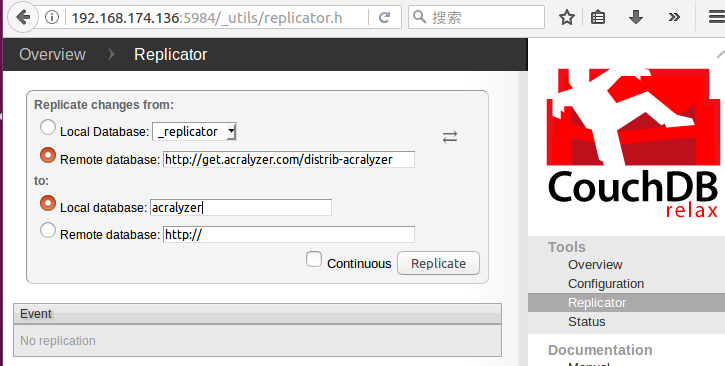 192.168.174.136:5984/_utils/replicator.h
搜索
Overview
Replicator
Replicate changes from:
Local Database: _replicator
Remote database: http://get.acralyzer.com/distrib-acralyzer
to:
Local database: acralyzer
Remote database: http://
Continuous
Replicate
Event
No replication
CouchDB
relax
Tools
Overview
Configuration
Replicator
Status
Documentation
Manual